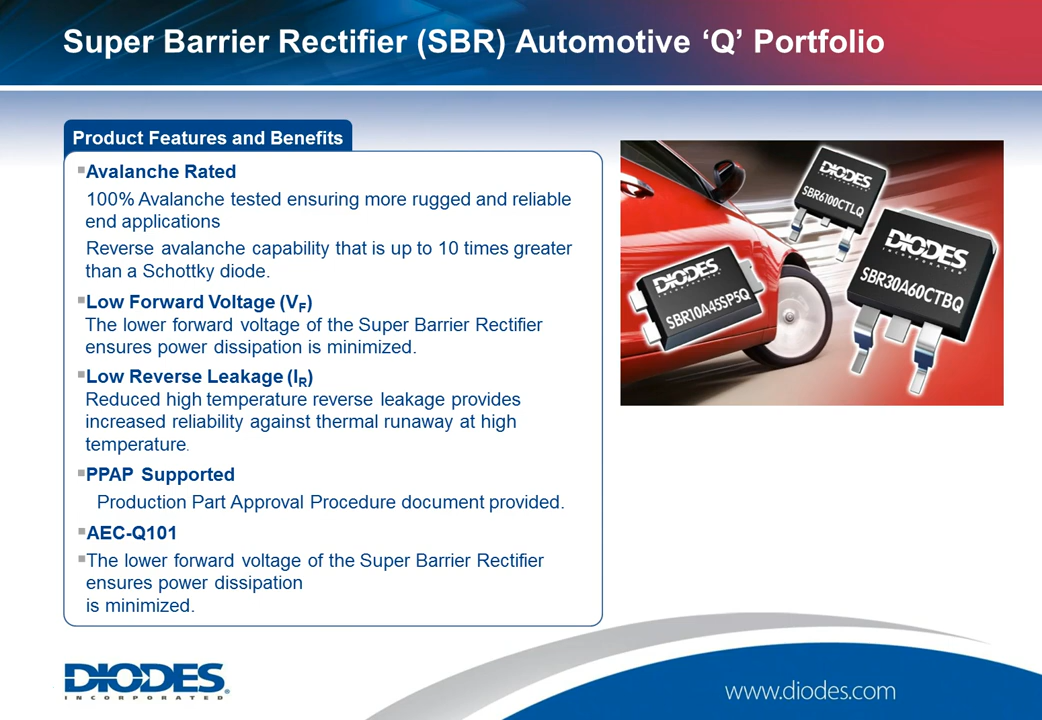 Super Barrier Rectifier (SBR) Automotive ‘Q’ Portfolio
Product Features and Benefits
▪Avalanche Rated
100% Avalanche tested ensuring more rugged and reliable
end applications
Reverse avalanche capability that is up to 10 times greater
than a Schottky diode.
▪Low Forward Voltage (VF)
The lower forward voltage of the Super Barrier Rectifier
ensures power dissipation is minimized.
▪Low Reverse Leakage (IR)
Reduced high temperature reverse leakage provides
increased reliability against thermal runaway at high
temperature.
▪PPAP Supported
Production Part Approval Procedure document provided.
▪AEC-Q101
▪The lower forward voltage of the Super Barrier Rectifier
ensures power dissipation
is minimized.
DIODES
INCORPORATED
SBR6100CTLQ
DIODES
INCORPORATED
SBR30A60CTBQ
DIODES
INCORPORATED
SBR10A45SP5Q
DIODES
INCORPORATED®
www.diodes.com